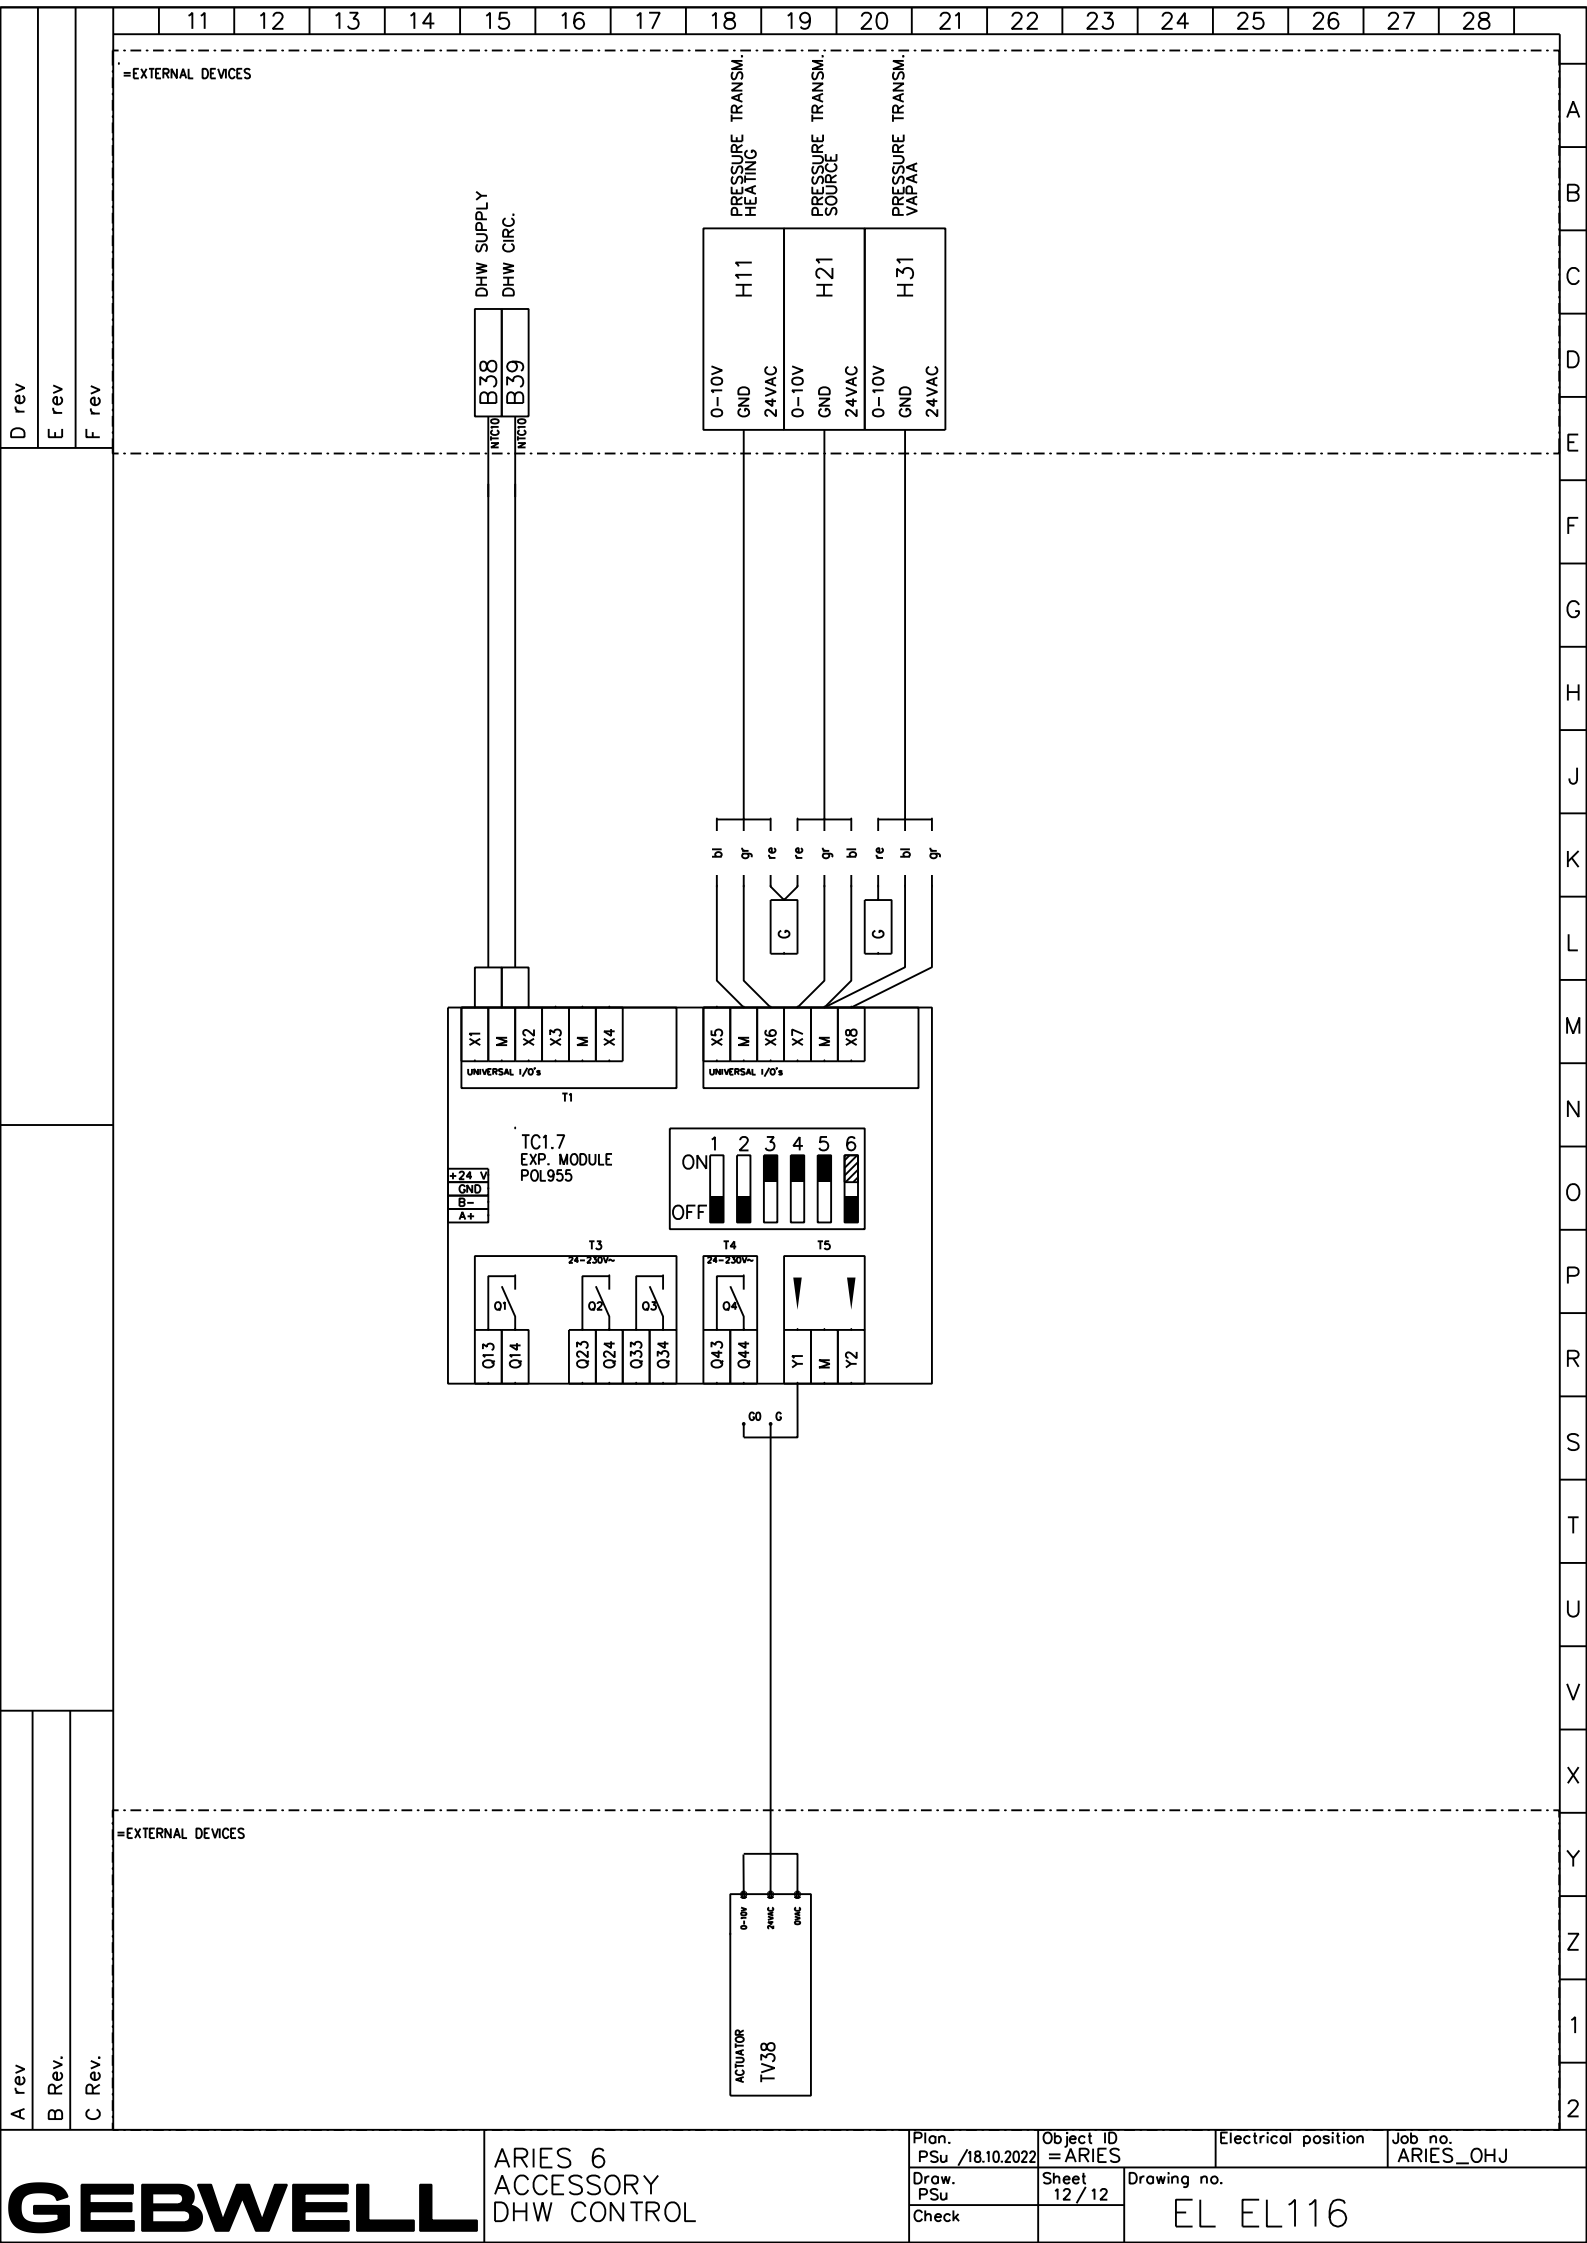 11 12 13 14 15 16 17 18 19 20 21 22 23 24 25 26 27 28
=EXTERNAL DEVICES
D rev
E rev
F rev
A
B
C
D
E
F
G
H
J
K
L
M
N
O
P
R
S
T
U
V
X
Y
Z
1
2
DHW SUPPLY
DHW CIRC.
B38
B39
NTC10
NTC10
PRESSURE TRANSM.
HEATING
PRESSURE TRANSM.
SOURCE
PRESSURE TRANSM.
VAPAA
H11
H21
H31
0-10V
GND
24VAC
0-10V
GND
24VAC
0-10V
GND
24VAC
bl gr re re gr bl re bl gr
G G
X1 M X2 X3 M X4
X5 M X6 X7 M X8
UNIVERSAL I/O's
UNIVERSAL I/O's
T1
TC1.7
EXP. MODULE
POL955
+24 V
GND
B-
A+
1 2 3 4 5 6
ON
OFF
T3
24-230V~
T4
24-230V~
T5
Q1 Q2 Q3 Q4
Q13 Q14 Q23 Q24 Q33 Q34 Q43 Q44 Y1 M Y2
G0 G
=EXTERNAL DEVICES
0-10V
24VAC
0VAC
ACTUATOR
TV38
A rev
B Rev.
C Rev.
GEBWELL
ARIES 6
ACCESSORY
DHW CONTROL
Plan.
PSu /18.10.2022
Object ID
=ARIES
Electrical position
Job no.
ARIES_OHJ
Draw.
PSu
Sheet
12/12
Drawing no.
EL EL116
Check